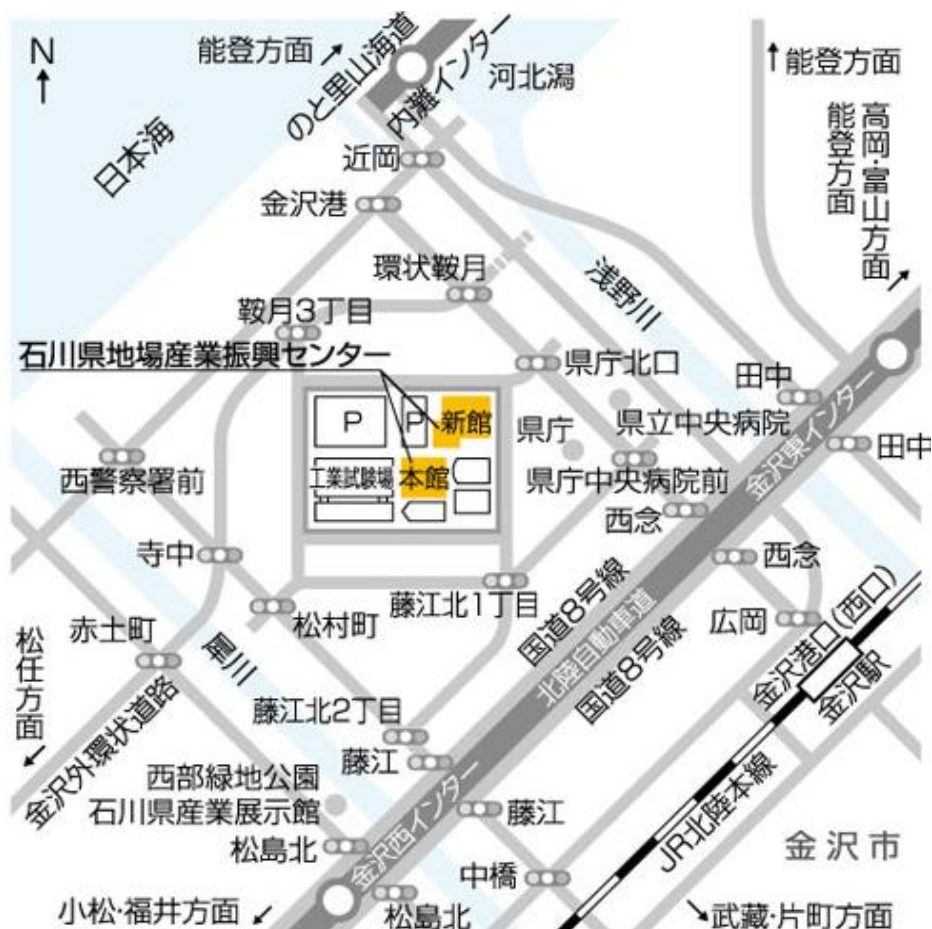 N
能登方面
のと里山海道
内灘インター
河北潟
能登方面
高岡・富山方面
能登方面
日本海
近岡
金沢港
環状鞍月
浅野川
鞍月3丁目
石川県地場産業振興センター
県庁北口
田中
県立中央病院
金沢東インター
P
P
新館
県庁
田中
西警察署前
工業試験場
本館
県庁中央病院前
西念
寺中
西念
藤江北1丁目
国道8号線
北陸自動車道
国道8号線
松村町
広岡
金沢港口(西口)
金沢駅
赤土町
松任方面
犀川
金沢外環状道路
藤江北2丁目
藤江
西部緑地公園
石川県産業展示館
金沢西インター
藤江
JR北陸本線
金沢市
松島北
中橋
小松・福井方面
松島北
武蔵・片町方面